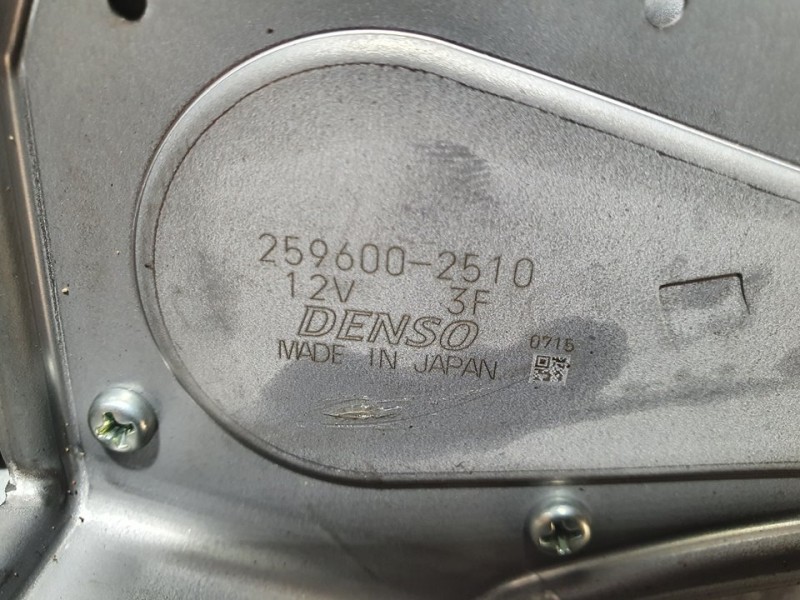 259600-2510
12V 3F
DENSO
MADE IN JAPAN
0715